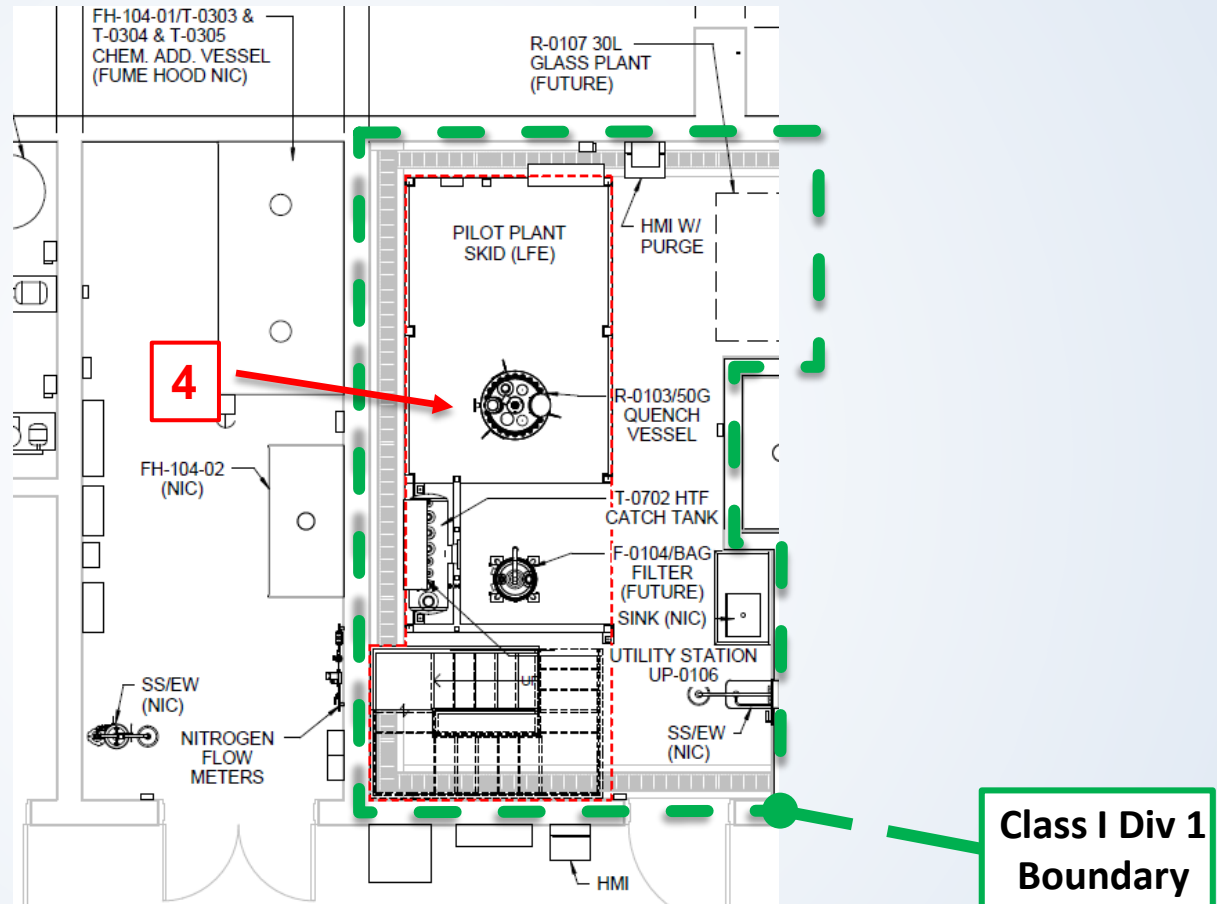 FH-104-01/T-0303 &
T-0304 & T-0305
CHEM. ADD. VESSEL
(FUME HOOD NIC)
R-0107 30L
GLASS PLANT
(FUTURE)
PILOT PLANT
SKID (LFE)
HMI W/
PURGE
4
R-0103/50G
QUENCH
VESSEL
FH-104-02
(NIC)
T-0702 HTF
CATCH TANK
F-0104/BAG
FILTER
(FUTURE)
SINK (NIC)
UTILITY STATION
UP-0106
UP
SS/EW
(NIC)
SS/EW
(NIC)
NITROGEN
FLOW
METERS
HMI
Class I Div 1
Boundary